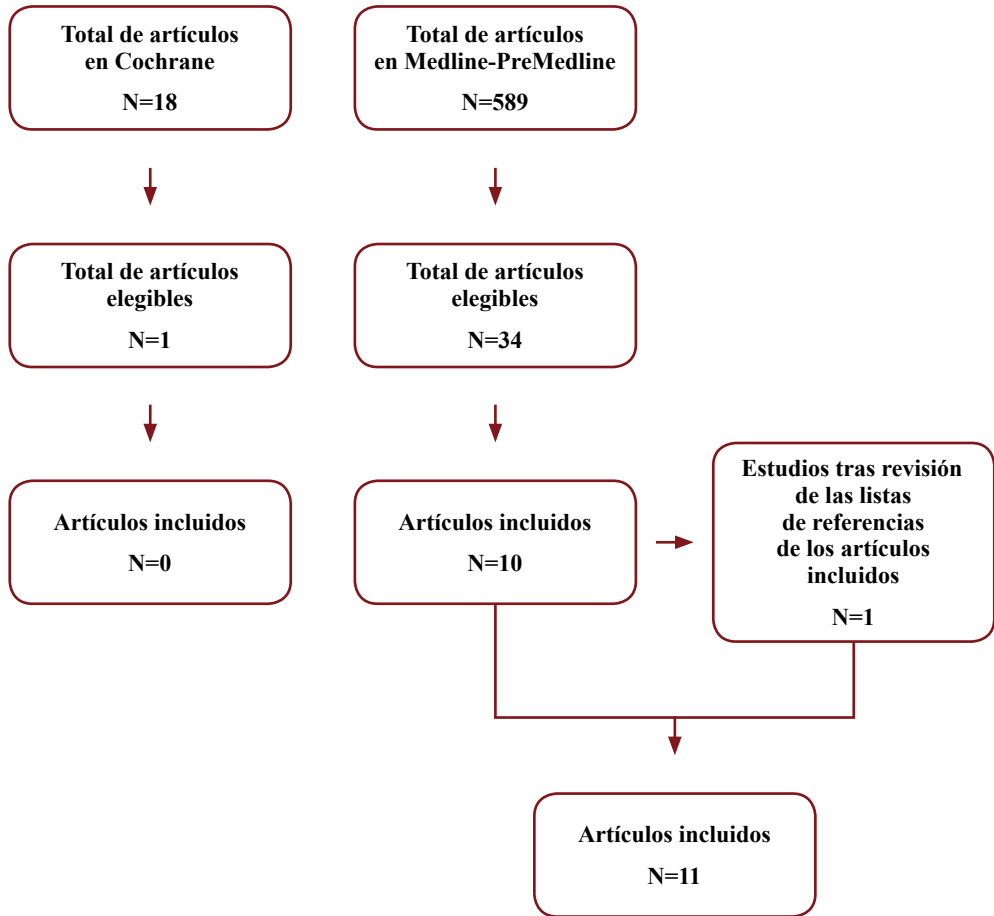 Total de artículos
en Cochrane
N=18
Total de artículos
en Medline-PreMedline
N=589
Total de artículos
elegibles
N=1
Total de artículos
elegibles
N=34
Artículos incluidos
N=0
Artículos incluidos
N=10
Estudios tras revisión
de las listas
de referencias
de los artículos
incluidos
N=1
Artículos incluidos
N=11